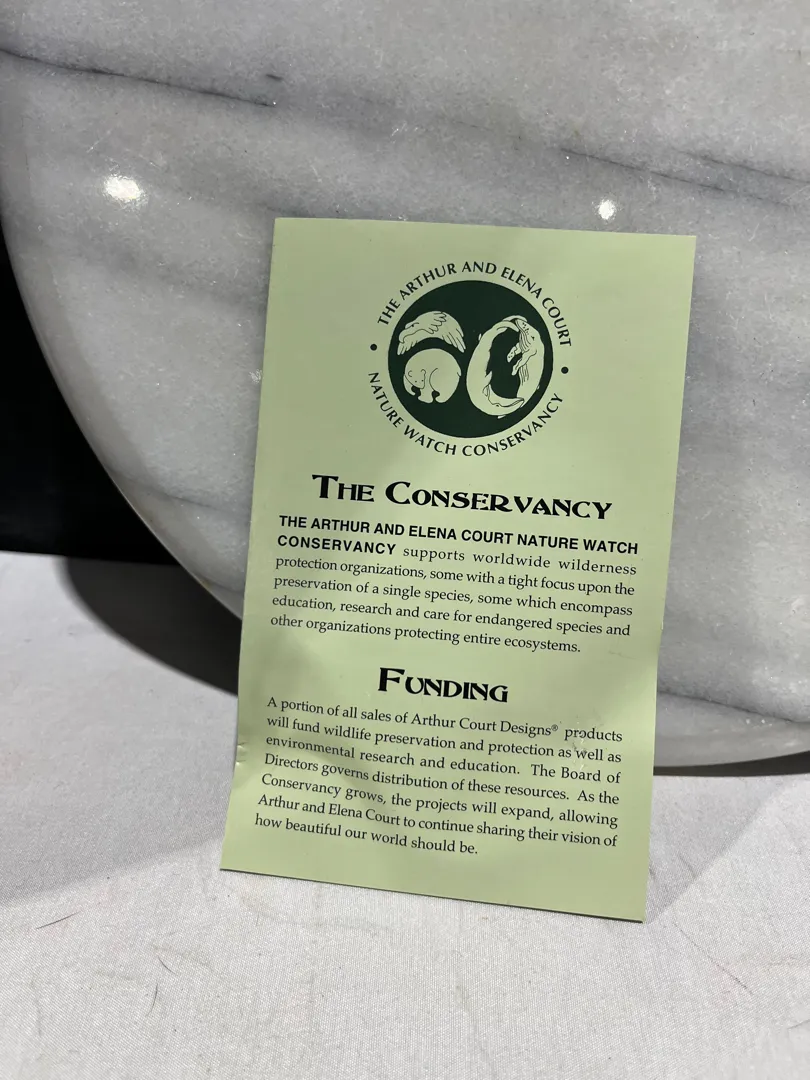 THE ARTHUR AND ELENA COURT
NATURE WATCH CONSERVANCY
THE CONSERVANCY
THE ARTHUR AND ELENA COURT NATURE WATCH
CONSERVANCY supports worldwide wilderness
protection organizations, some with a tight focus upon the
preservation of a single species, some which encompass
education, research and care for endangered species and
other organizations protecting entire ecosystems.
FUNDING
A portion of all sales of Arthur Court Designs® products
will fund wildlife preservation and protection as well as
environmental research and education. The Board of
Directors governs distribution of these resources. As the
Conservancy grows, the projects will expand, allowing
Arthur and Elena Court to continue sharing their vision of
how beautiful our world should be.